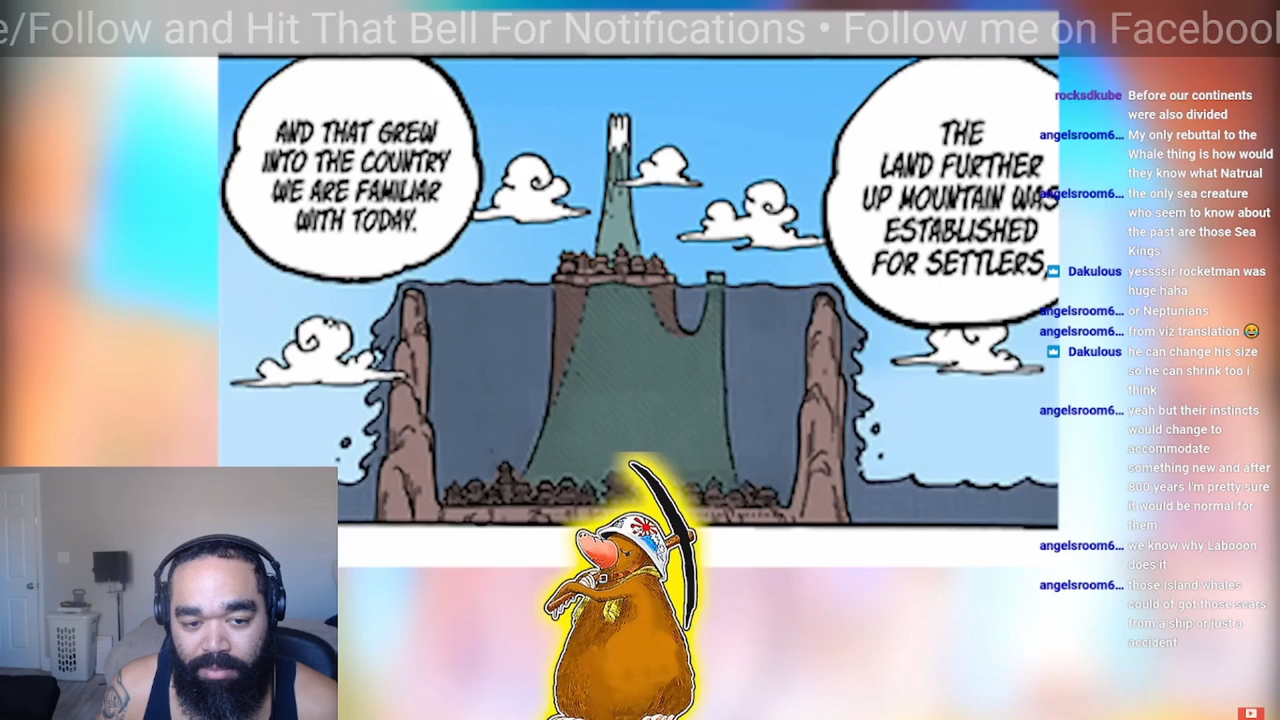 e/Follow and Hit That Bell For Notifications • Follow me on Facebook
AND THAT GREW
INTO THE COUNTRY
WE ARE FAMILIAR
WITH TODAY.
THE
LAND FURTHER
UP MOUNTAIN WAS
ESTABLISHED
FOR SETTLERS,
rocksdkube Before our continents
were also divided
angelsroom6... My only rebuttal to the
Whale thing is how would
they know what Natrual
angelsroom6... the only sea creature
who seem to know about
the past are those Sea
Kings
Dakulous yessssir rocketman was
huge haha
angelsroom6... or Neptunians
angelsroom6... from viz translation 😅
Dakulous he can change his size
so he can shrink too i
think
angelsroom6... yeah but their instincts
would change to
accommodate
something new and after
800 years I'm pretty sure
it would be normal for
them
angelsroom6... we know why Labooon
does it
angelsroom6... those Island whales
could of got those scars
from a ship or just a
accident